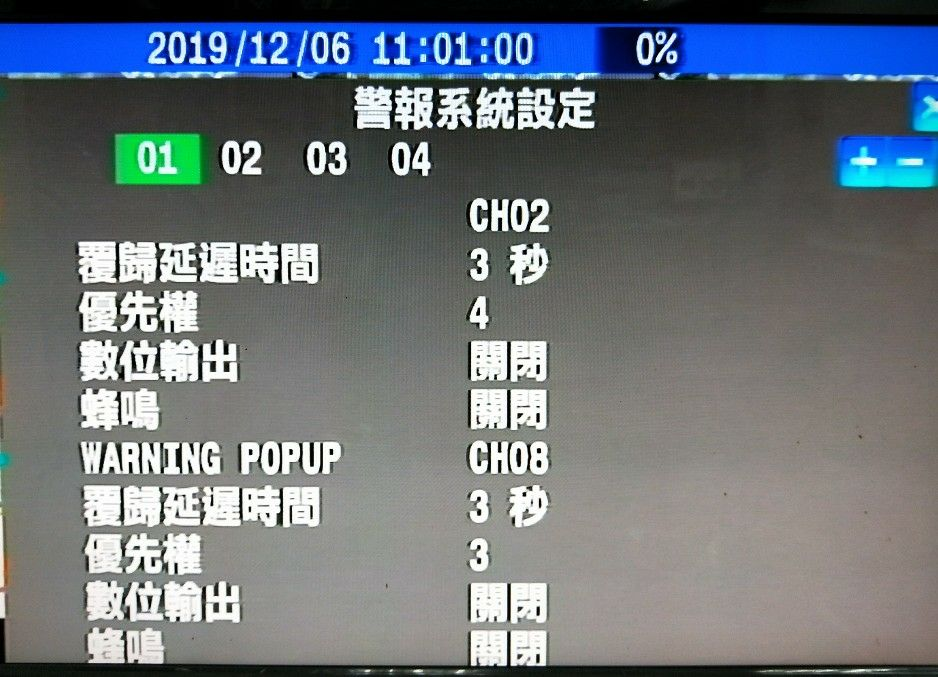 2019/12/06 11:01:00 0%
警報系統設定
01 02 03 04
+ -
CH02
覆歸延遲時間 3 秒
優先權 4
數位輸出 關閉
蜂鳴 關閉
WARNING POPUP CH08
覆歸延遲時間 3 秒
優先權 3
數位輸出 關閉
蜂鳴 關閉